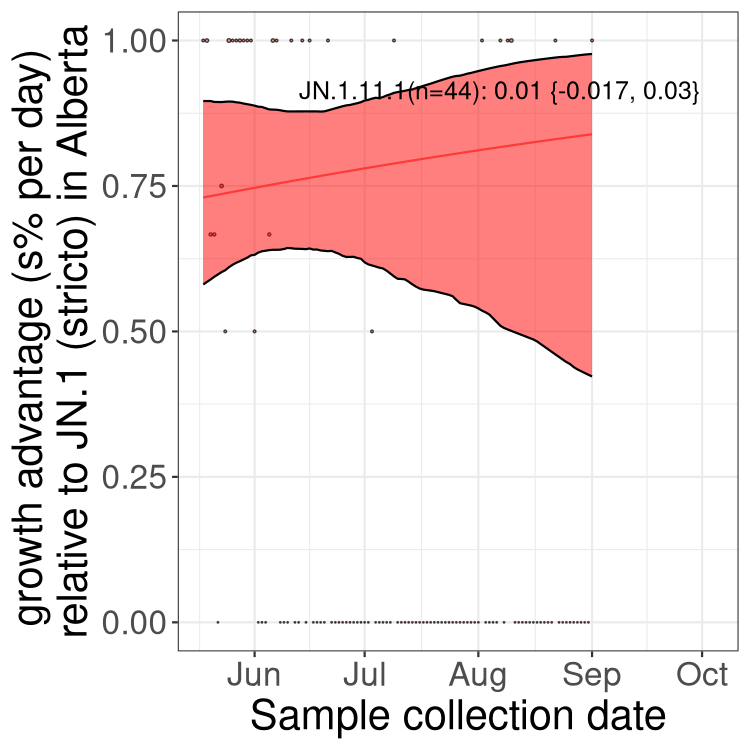 growth advantage (s% per day)
relative to JN.1 (stricto) in Alberta
1.00
0.75
0.50
0.25
0.00
JN.1.11.1(n=44): 0.01 {-0.017, 0.03}
Jun Jul Aug Sep Oct
Sample collection date